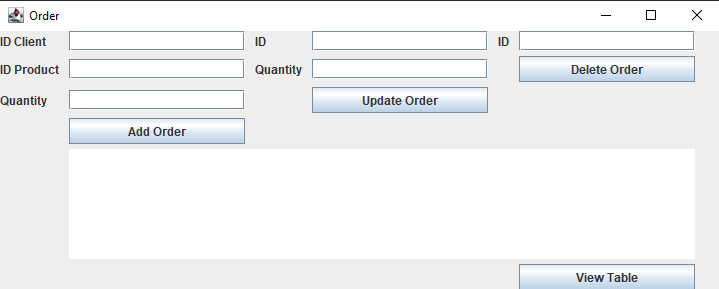 Order
ID Client ID ID
ID Product Quantity Delete Order
Quantity Update Order
Add Order
View Table